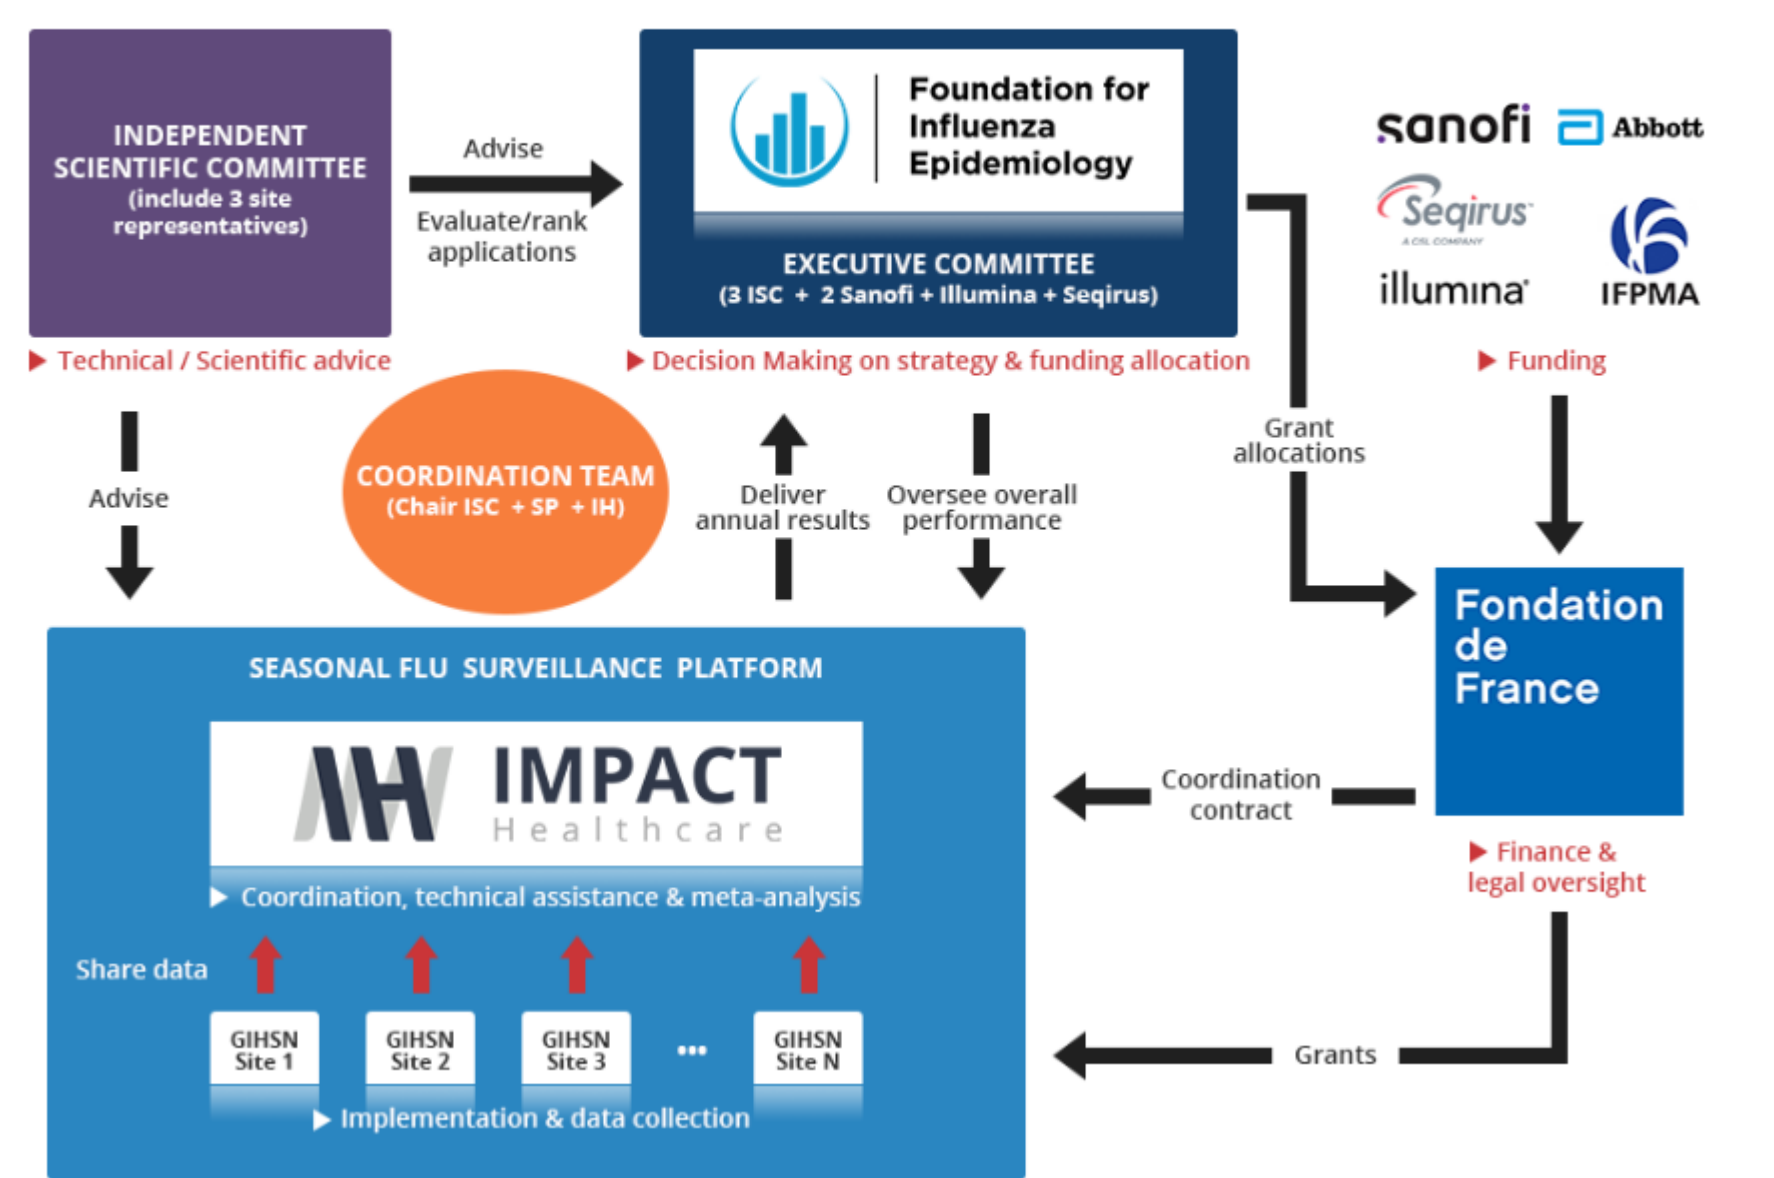 INDEPENDENT
SCIENTIFIC COMMITTEE
(include 3 site
representatives)
Technical / Scientific advice
Advise
Evaluate/rank
applications
Foundation for
Influenza
Epidemiology
EXECUTIVE COMMITTEE
(3 ISC + 2 Sanofi + Illumina + Seqirus)
Decision Making on strategy & funding allocation
sanofi
Abbott
Seqirus™
A CSL COMPANY
illumina®
IFPMA
Funding
Advise
COORDINATION TEAM
(Chair ISC + SP + IH)
Deliver
annual results
Oversee overall
performance
Grant
allocations
Fondation
de
France
Finance &
legal oversight
Coordination
contract
Grants
SEASONAL FLU SURVEILLANCE PLATFORM
IH IMPACT
Healthcare
Coordination, technical assistance & meta-analysis
Share data
GIHSN
Site 1
GIHSN
Site 2
GIHSN
Site 3
...
GIHSN
Site N
Implementation & data collection